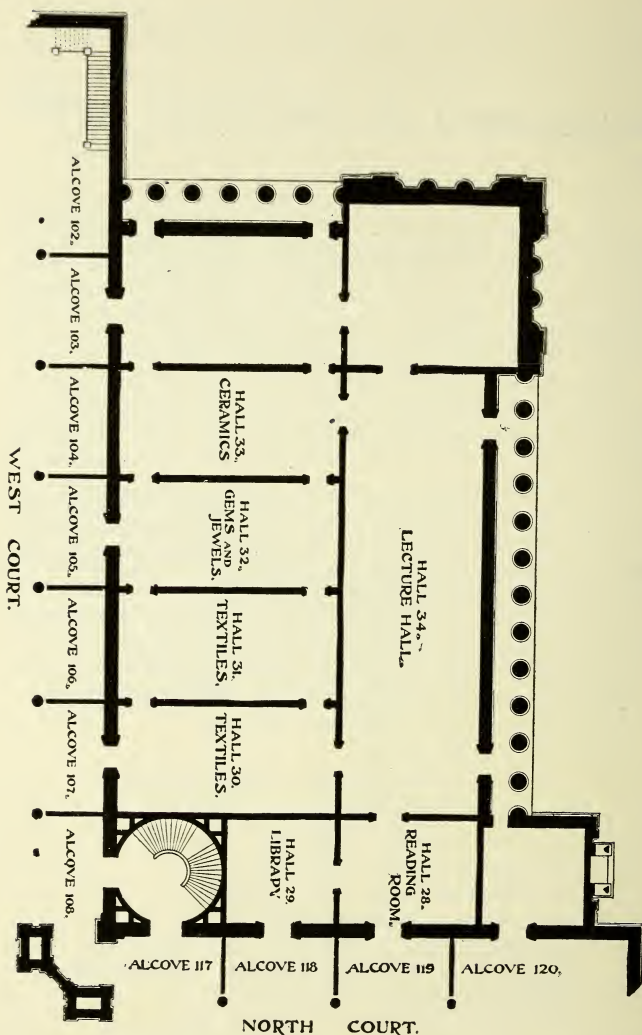 ALCOVE 102.
ALCOVE 103.
ALCOVE 104.
ALCOVE 105.
ALCOVE 106.
ALCOVE 107.
ALCOVE 108.
WEST COURT.
HALL 33.
CERAMICS
HALL 32.
GEMS AND
JEWELS.
HALL 31.
TEXTILES.
HALL 30.
TEXTILES.
HALL 34.
LECTURE HALL.
HALL 29.
LIBRARY
HALL 28.
READING
ROOM.
ALCOVE 117
ALCOVE 118
ALCOVE 119
ALCOVE 120.
NORTH COURT.